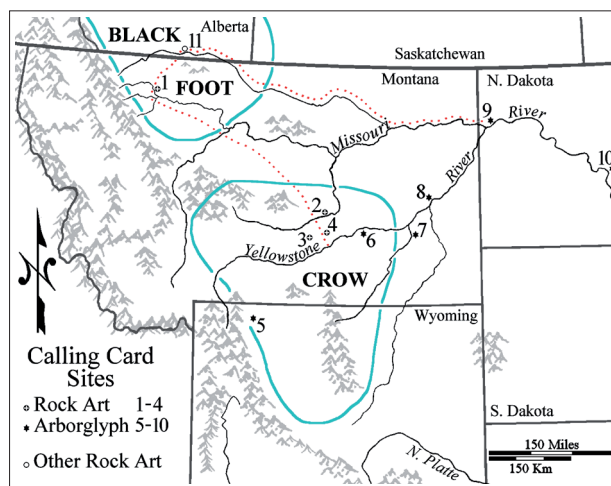 BLACK
Alberta
11
Saskatchewan
1
FOOT
Montana
N. Dakota
9
River
Missouri
River
10
8
2
3
4
6
7
Yellowstone
CROW
Wyoming
5
Calling Card
Sites
Rock Art 1-4
Arborglyph 5-10
Other Rock Art
S. Dakota
N. Platte
150 Miles
150 Km
N